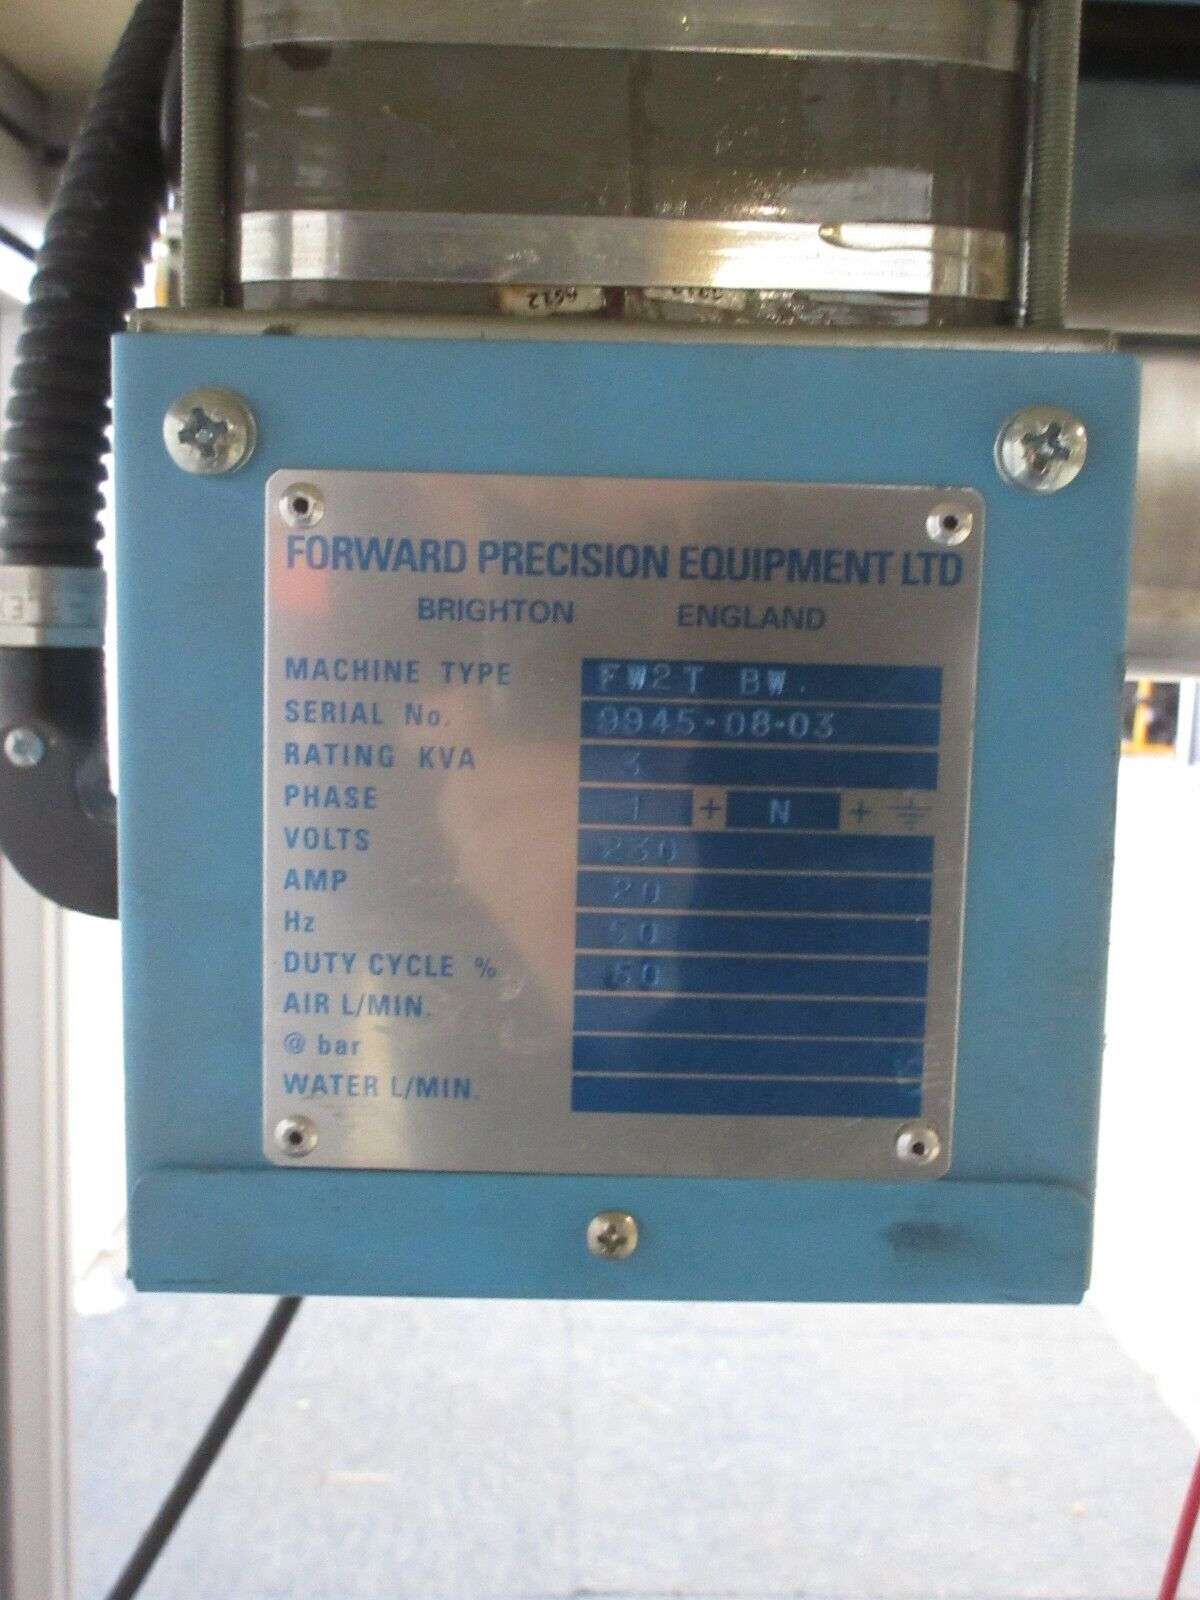 FORWARD PRECISION EQUIPMENT LTD
BRIGHTON ENGLAND
MACHINE TYPE FW2T BW.
SERIAL No. 9945-08-03
RATING KVA 3
PHASE 1 + N + ⏚
VOLTS 230
AMP 20
Hz 50
DUTY CYCLE % 50
AIR L/MIN.
@ bar
WATER L/MIN.